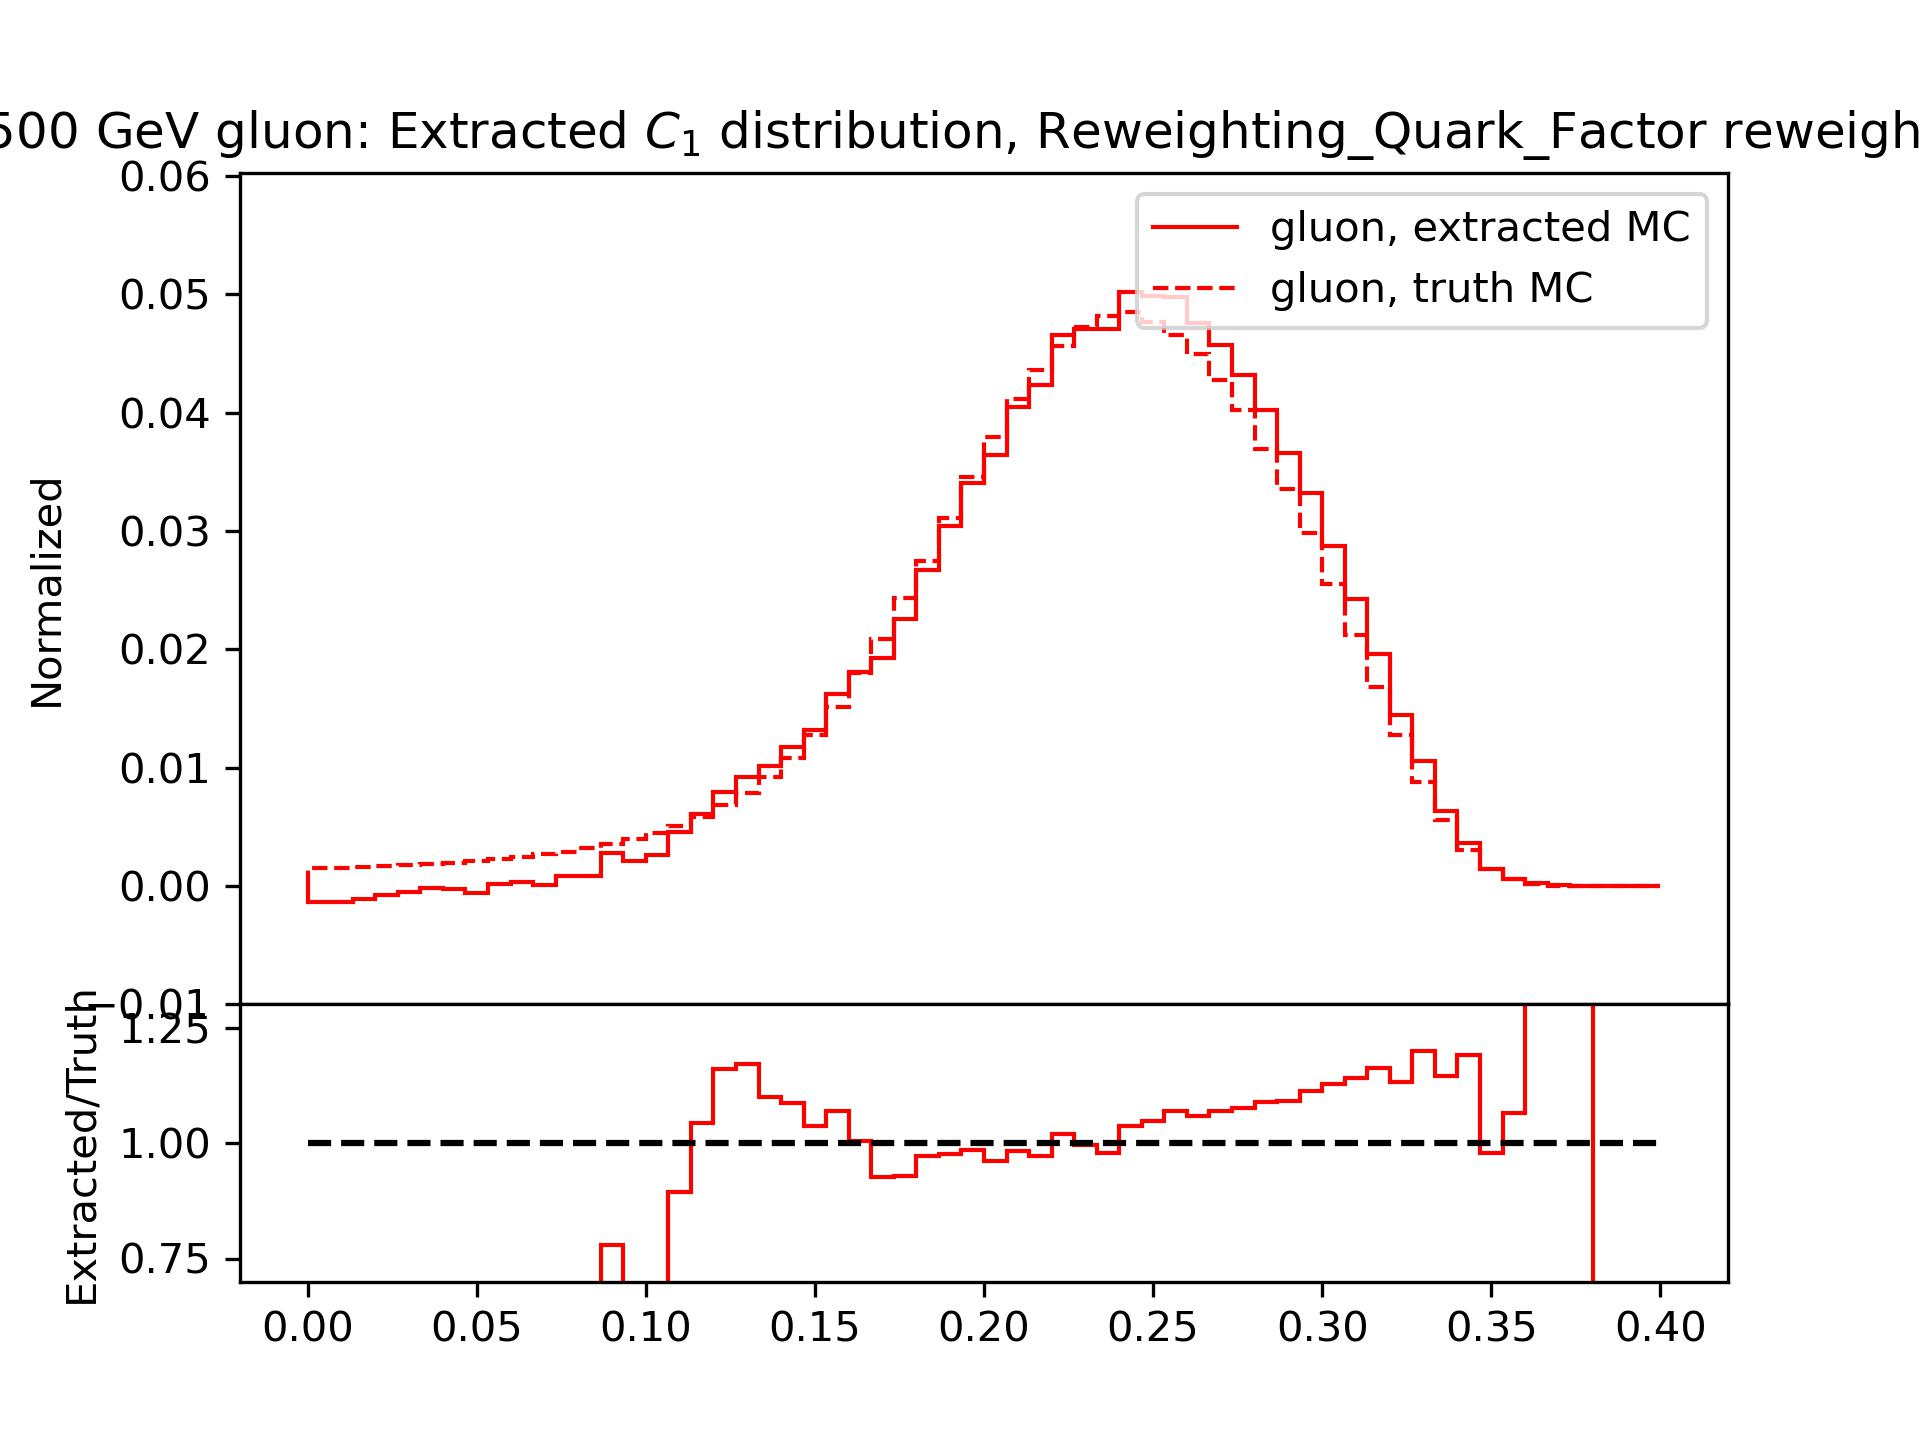 500 GeV gluon: Extracted C₁ distribution, Reweighting_Quark_Factor reweigh
gluon, extracted MC
gluon, truth MC
Normalized
0.06
0.05
0.04
0.03
0.02
0.01
0.00
−0.01
Extracted/Truth
1.25
1.00
0.75
0.00 0.05 0.10 0.15 0.20 0.25 0.30 0.35 0.40